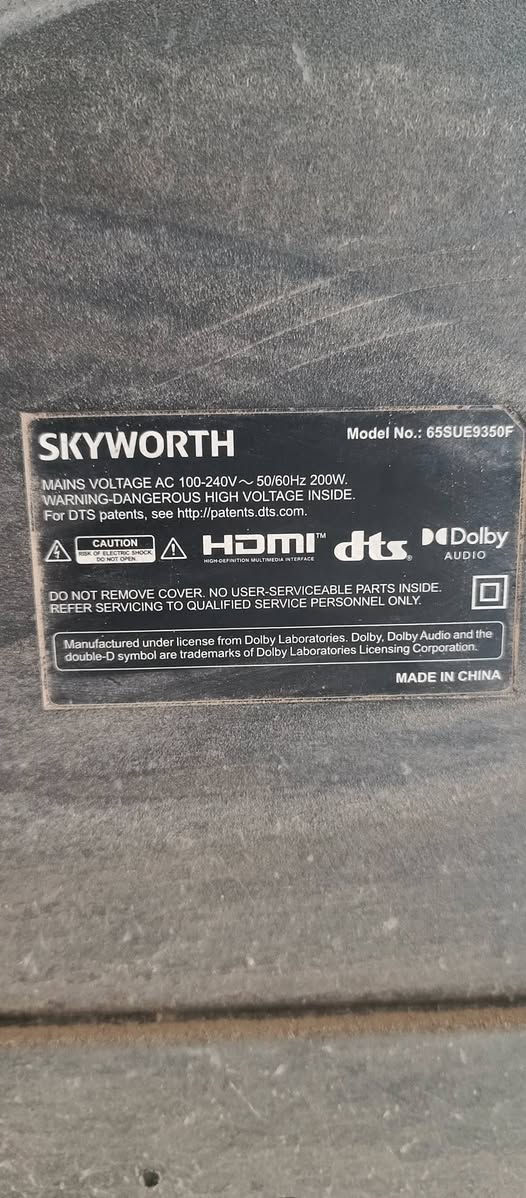 SKYWORTH
Model No.: 65SUE9350F
MAINS VOLTAGE AC 100-240V～ 50/60Hz 200W.
WARNING-DANGEROUS HIGH VOLTAGE INSIDE.
For DTS patents, see http://patents.dts.com.
CAUTION
RISK OF ELECTRIC SHOCK
DO NOT OPEN.
HDMI™
HIGH-DEFINITION MULTIMEDIA INTERFACE
dts®
Dolby
AUDIO
DO NOT REMOVE COVER. NO USER-SERVICEABLE PARTS INSIDE.
REFER SERVICING TO QUALIFIED SERVICE PERSONNEL ONLY.
Manufactured under license from Dolby Laboratories. Dolby, Dolby Audio and the
double-D symbol are trademarks of Dolby Laboratories Licensing Corporation.
MADE IN CHINA